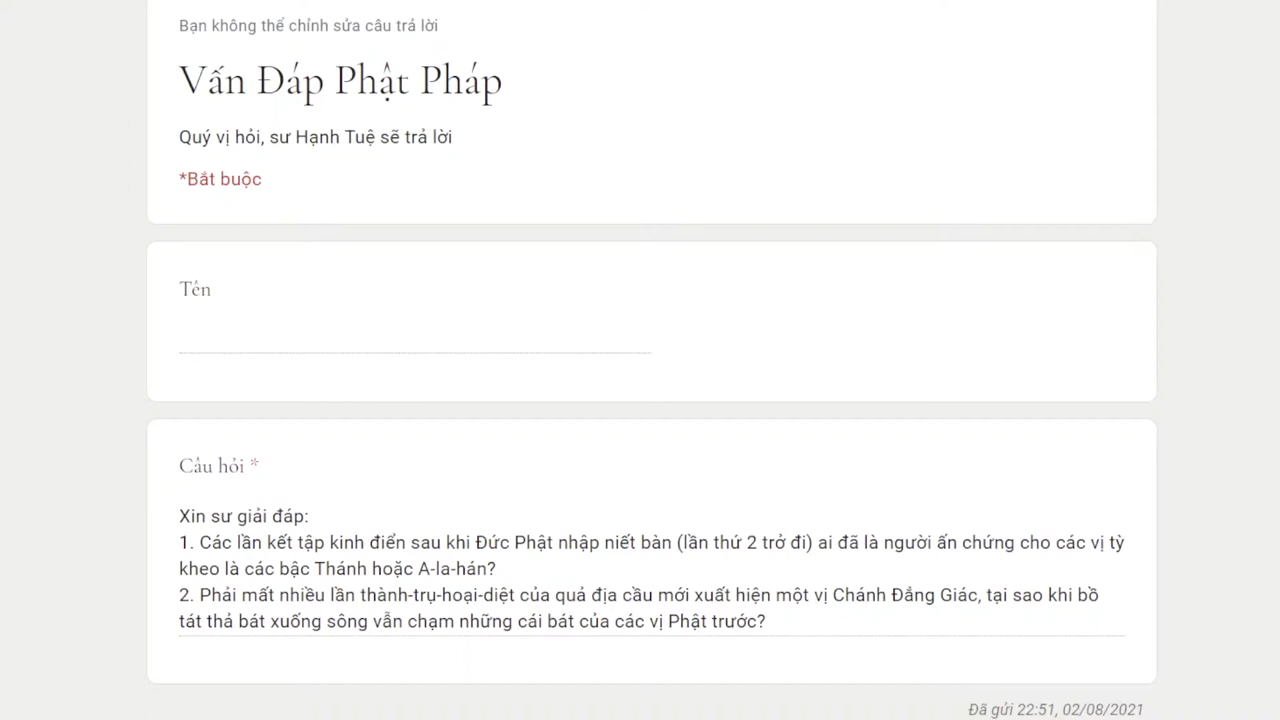 Bạn không thể chỉnh sửa câu trả lời
Vấn Đáp Phật Pháp
Quý vị hỏi, sư Hạnh Tuệ sẽ trả lời
*Bắt buộc
Tên
Câu hỏi *
Xin sư giải đáp:
1. Các lần kết tập kinh điển sau khi Đức Phật nhập niết bàn (lần thứ 2 trở đi) ai đã là người ấn chứng cho các vị tỳ
kheo là các bậc Thánh hoặc A-la-hán?
2. Phải mất nhiều lần thành-trụ-hoại-diệt của quả địa cầu mới xuất hiện một vị Chánh Đẳng Giác, tại sao khi bồ
tát thả bát xuống sông vẫn chạm những cái bát của các vị Phật trước?
Đã gửi 22:51, 02/08/2021